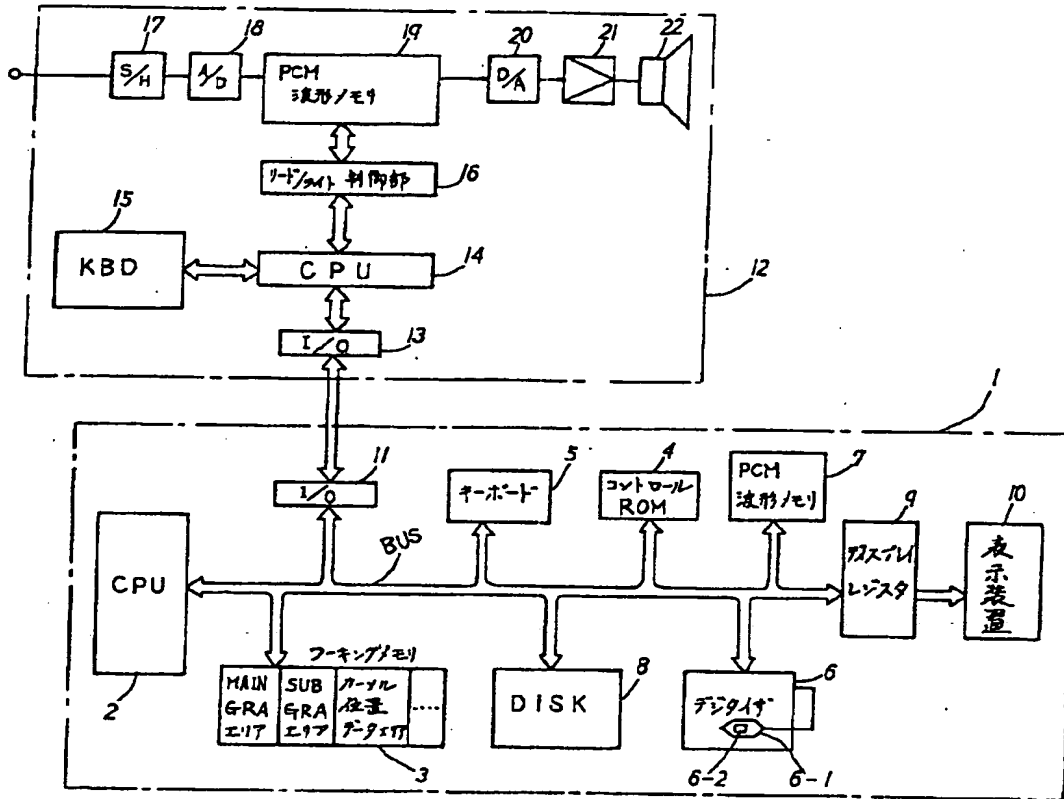 17
18
19
20
21
22
S/H
A/D
PCM
波形メモリ
D/A
リード/ライト 制御部
16
15
KBD
CPU
14
12
I/O
13
1
11
I/O
5
キーボード
4
コントロール
ROM
7
PCM
波形メモリ
9
ディスプレイ
レジスタ
10
表示装置
BUS
CPU
2
ワーキングメモリ
MAIN
GRA
エリア
SUB
GRA
エリア
カーソル
位置
データエリア
.....
3
8
DISK
6
デジタイザ
6-2
6-1